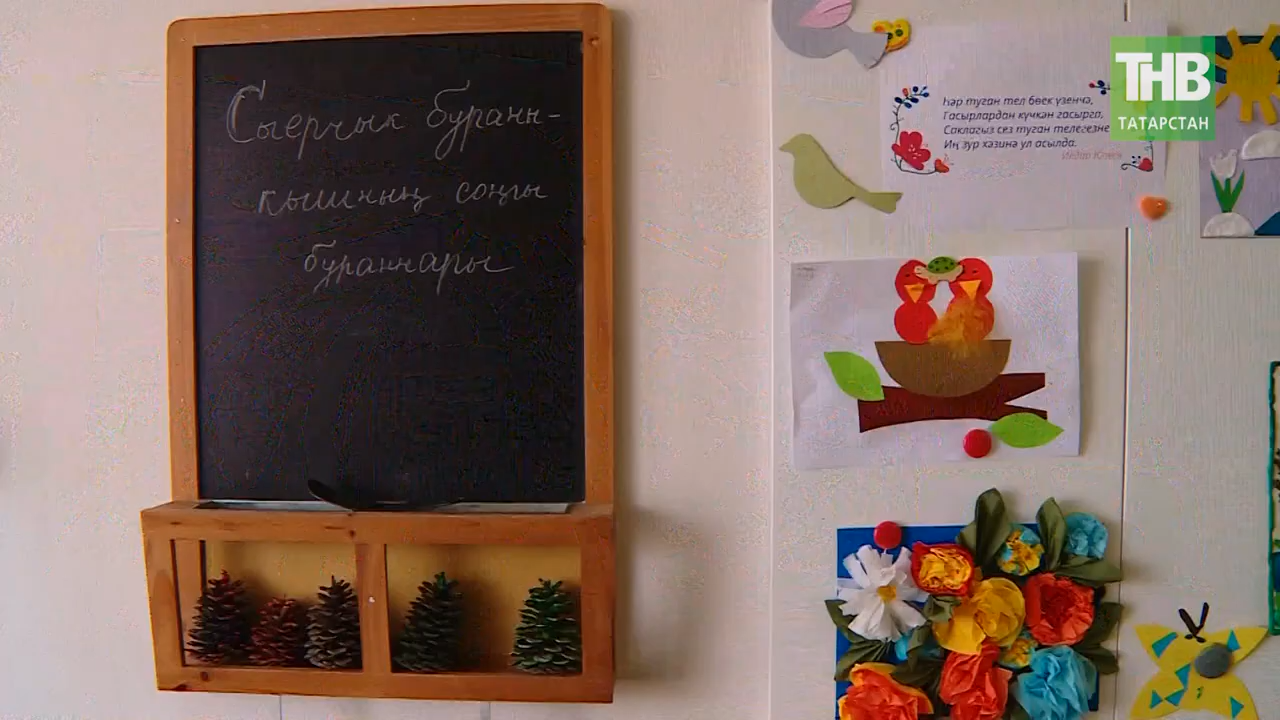 Сыерчык бураны -
кышның соңгы
бураннары
Һәр туган тел бөек үзенчә,
Гасырлардан күчкән гасырга,
Саклагыз сез туган телегезне
Иң зур хәзинә ул асылда.
ТНВ
ТАТАРСТАН